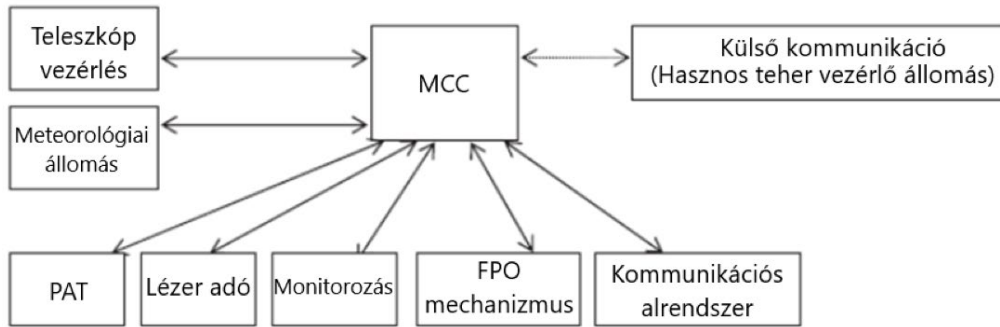 Teleszkóp
vezérlés
MCC
Külső kommunikáció
(Hasznos teher vezérlő állomás)
Meteorológiai
állomás
PAT
Lézer adó
Monitorozás
FPO
mechanizmus
Kommunikációs
alrendszer